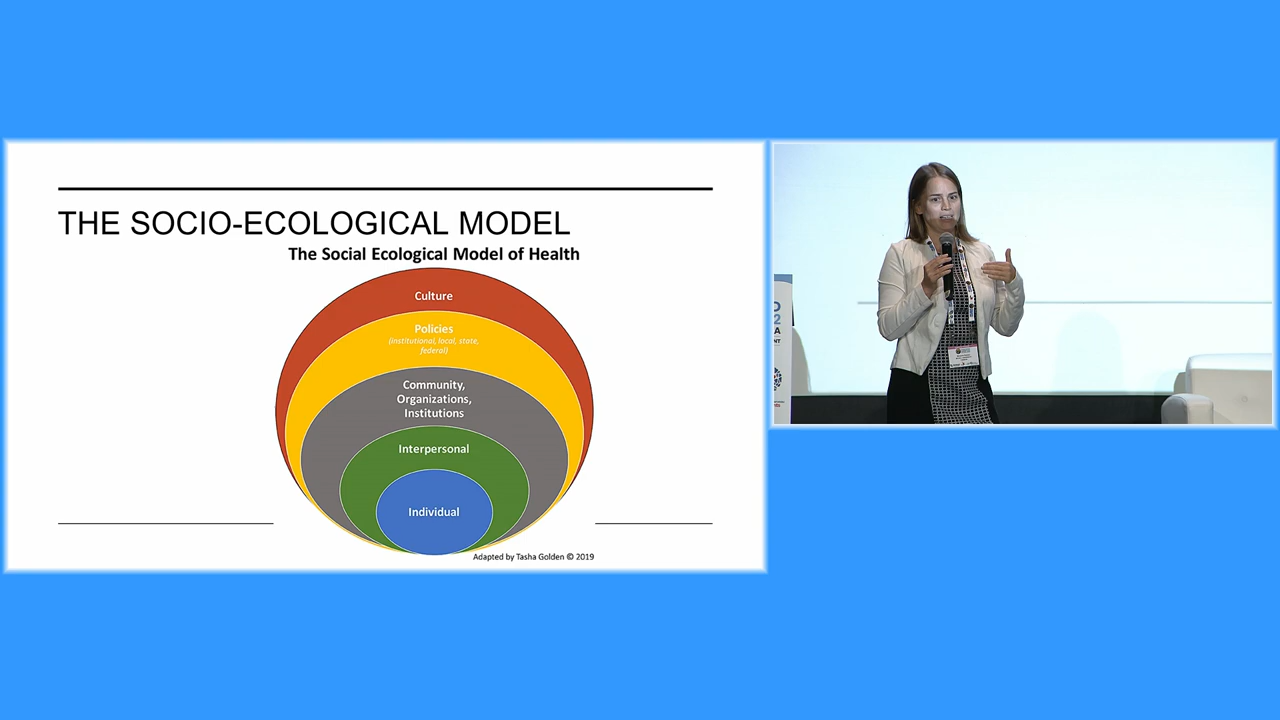 THE SOCIO-ECOLOGICAL MODEL
The Social Ecological Model of Health
Culture
Policies
(institutional, local, state,
federal)
Community,
Organizations,
Institutions
Interpersonal
Individual
Adapted by Tasha Golden © 2019